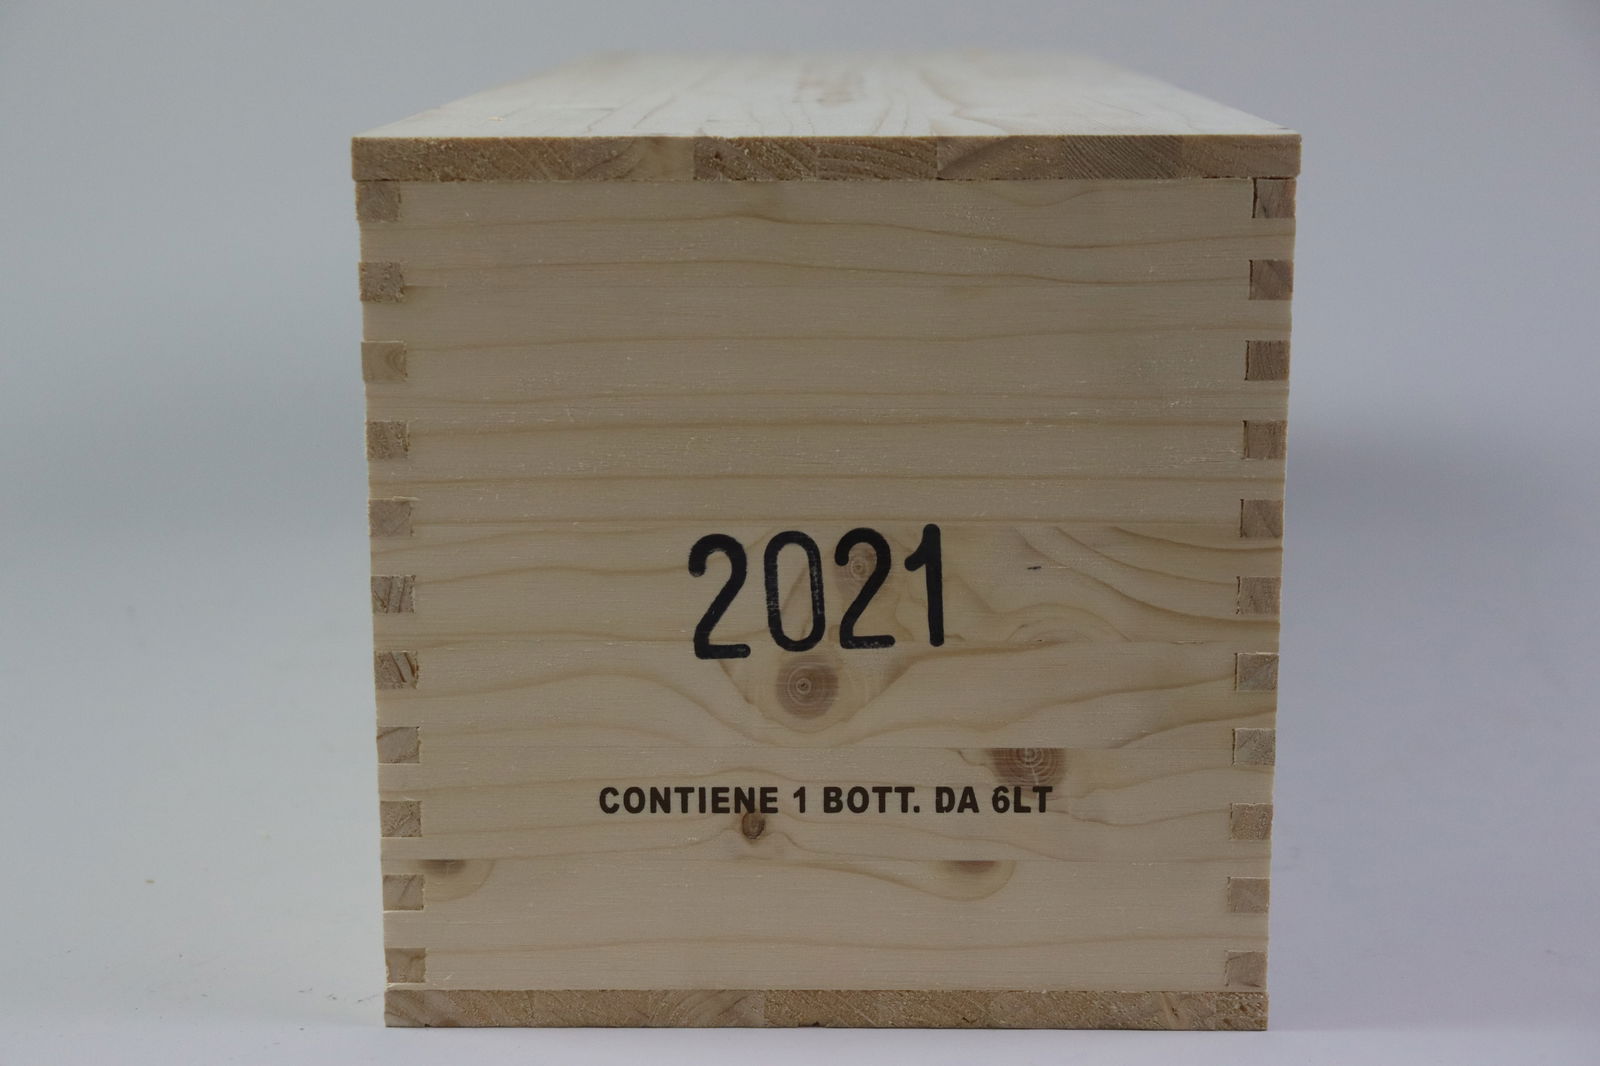 2021
CONTIENE 1 BOTT. DA 6LT